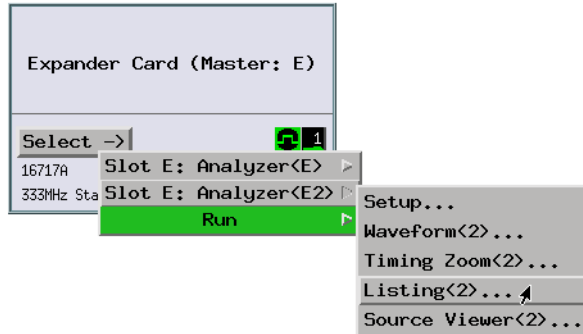 Expander Card (Master: E)
Select ->
1
16717A
333MHz Sta
Slot E: Analyzer<E>
Slot E: Analyzer<E2>
Run
Setup...
Waveform<2>...
Timing Zoom<2>...
Listing<2>...
Source Viewer<2>...